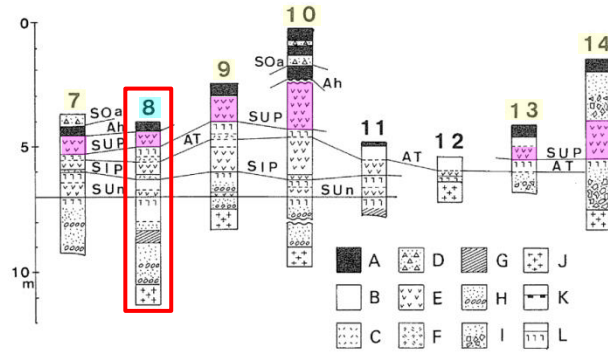 10
0
14
9
SOa
Ah
7
8
SOa
13
Ah
SUP
11
12
5
SUP
AT
AT
SUP
SIP
SIP
AT
SUn
SUn
A D G J
10
m
B E H K
C F I L